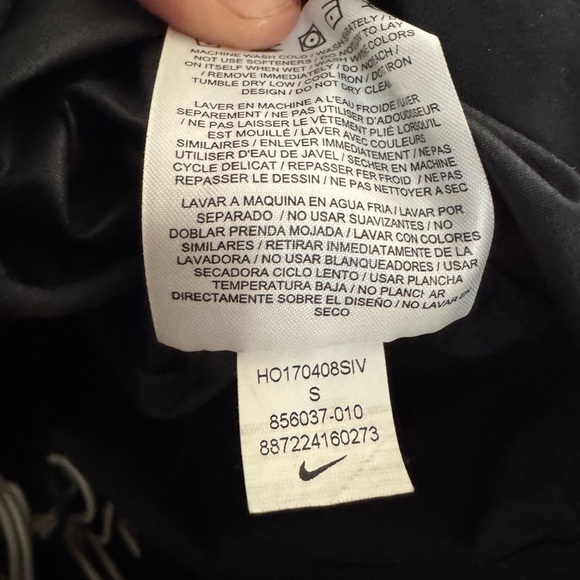 MACHINE WASH COLD / WASH
NOT USE SOFTENERS / DO NOT TO LAY
ON ITSELF WHEN WET / WASH COLORS
/ REMOVE IMMEDIATELY / DO NOT
TUMBLE DRY LOW / COOL IRON / DO IRON
DESIGN / DO NOT DRY CLEAN
LAVER EN MACHINE A L'EAU FROIDE
SEPAREMENT / NE PAS UTILISER D'ADOUCISSEUR
/ NE PAS LAISSER LE VÊTEMENT PLIÉ LORSQU'IL
EST MOUILLÉ / LAVER AVEC COULEURS
SIMILAIRES / ENLEVER IMMEDIATEMENT / NE PAS
UTILISER D'EAU DE JAVEL / SECHER EN MACHINE
CYCLE DELICAT / REPASSER FER FROID / NE PAS
REPASSER LE DESSIN / NE PAS NETTOYER A SEC
LAVAR A MAQUINA EN AGUA FRIA / LAVAR POR
SEPARADO / NO USAR SUAVIZANTES / NO
DOBLAR PRENDA MOJADA / LAVAR CON COLORES
SIMILARES / RETIRAR INMEDIATAMENTE DE LA
LAVADORA / NO USAR BLANQUEADORES / USAR
SECADORA CICLO LENTO / USAR PLANCHA
TEMPERATURA BAJA / NO PLANCHAR
DIRECTAMENTE SOBRE EL DISEÑO / NO LAVAR EN
SECO
HO170408SIV
S
856037-010
887224160273